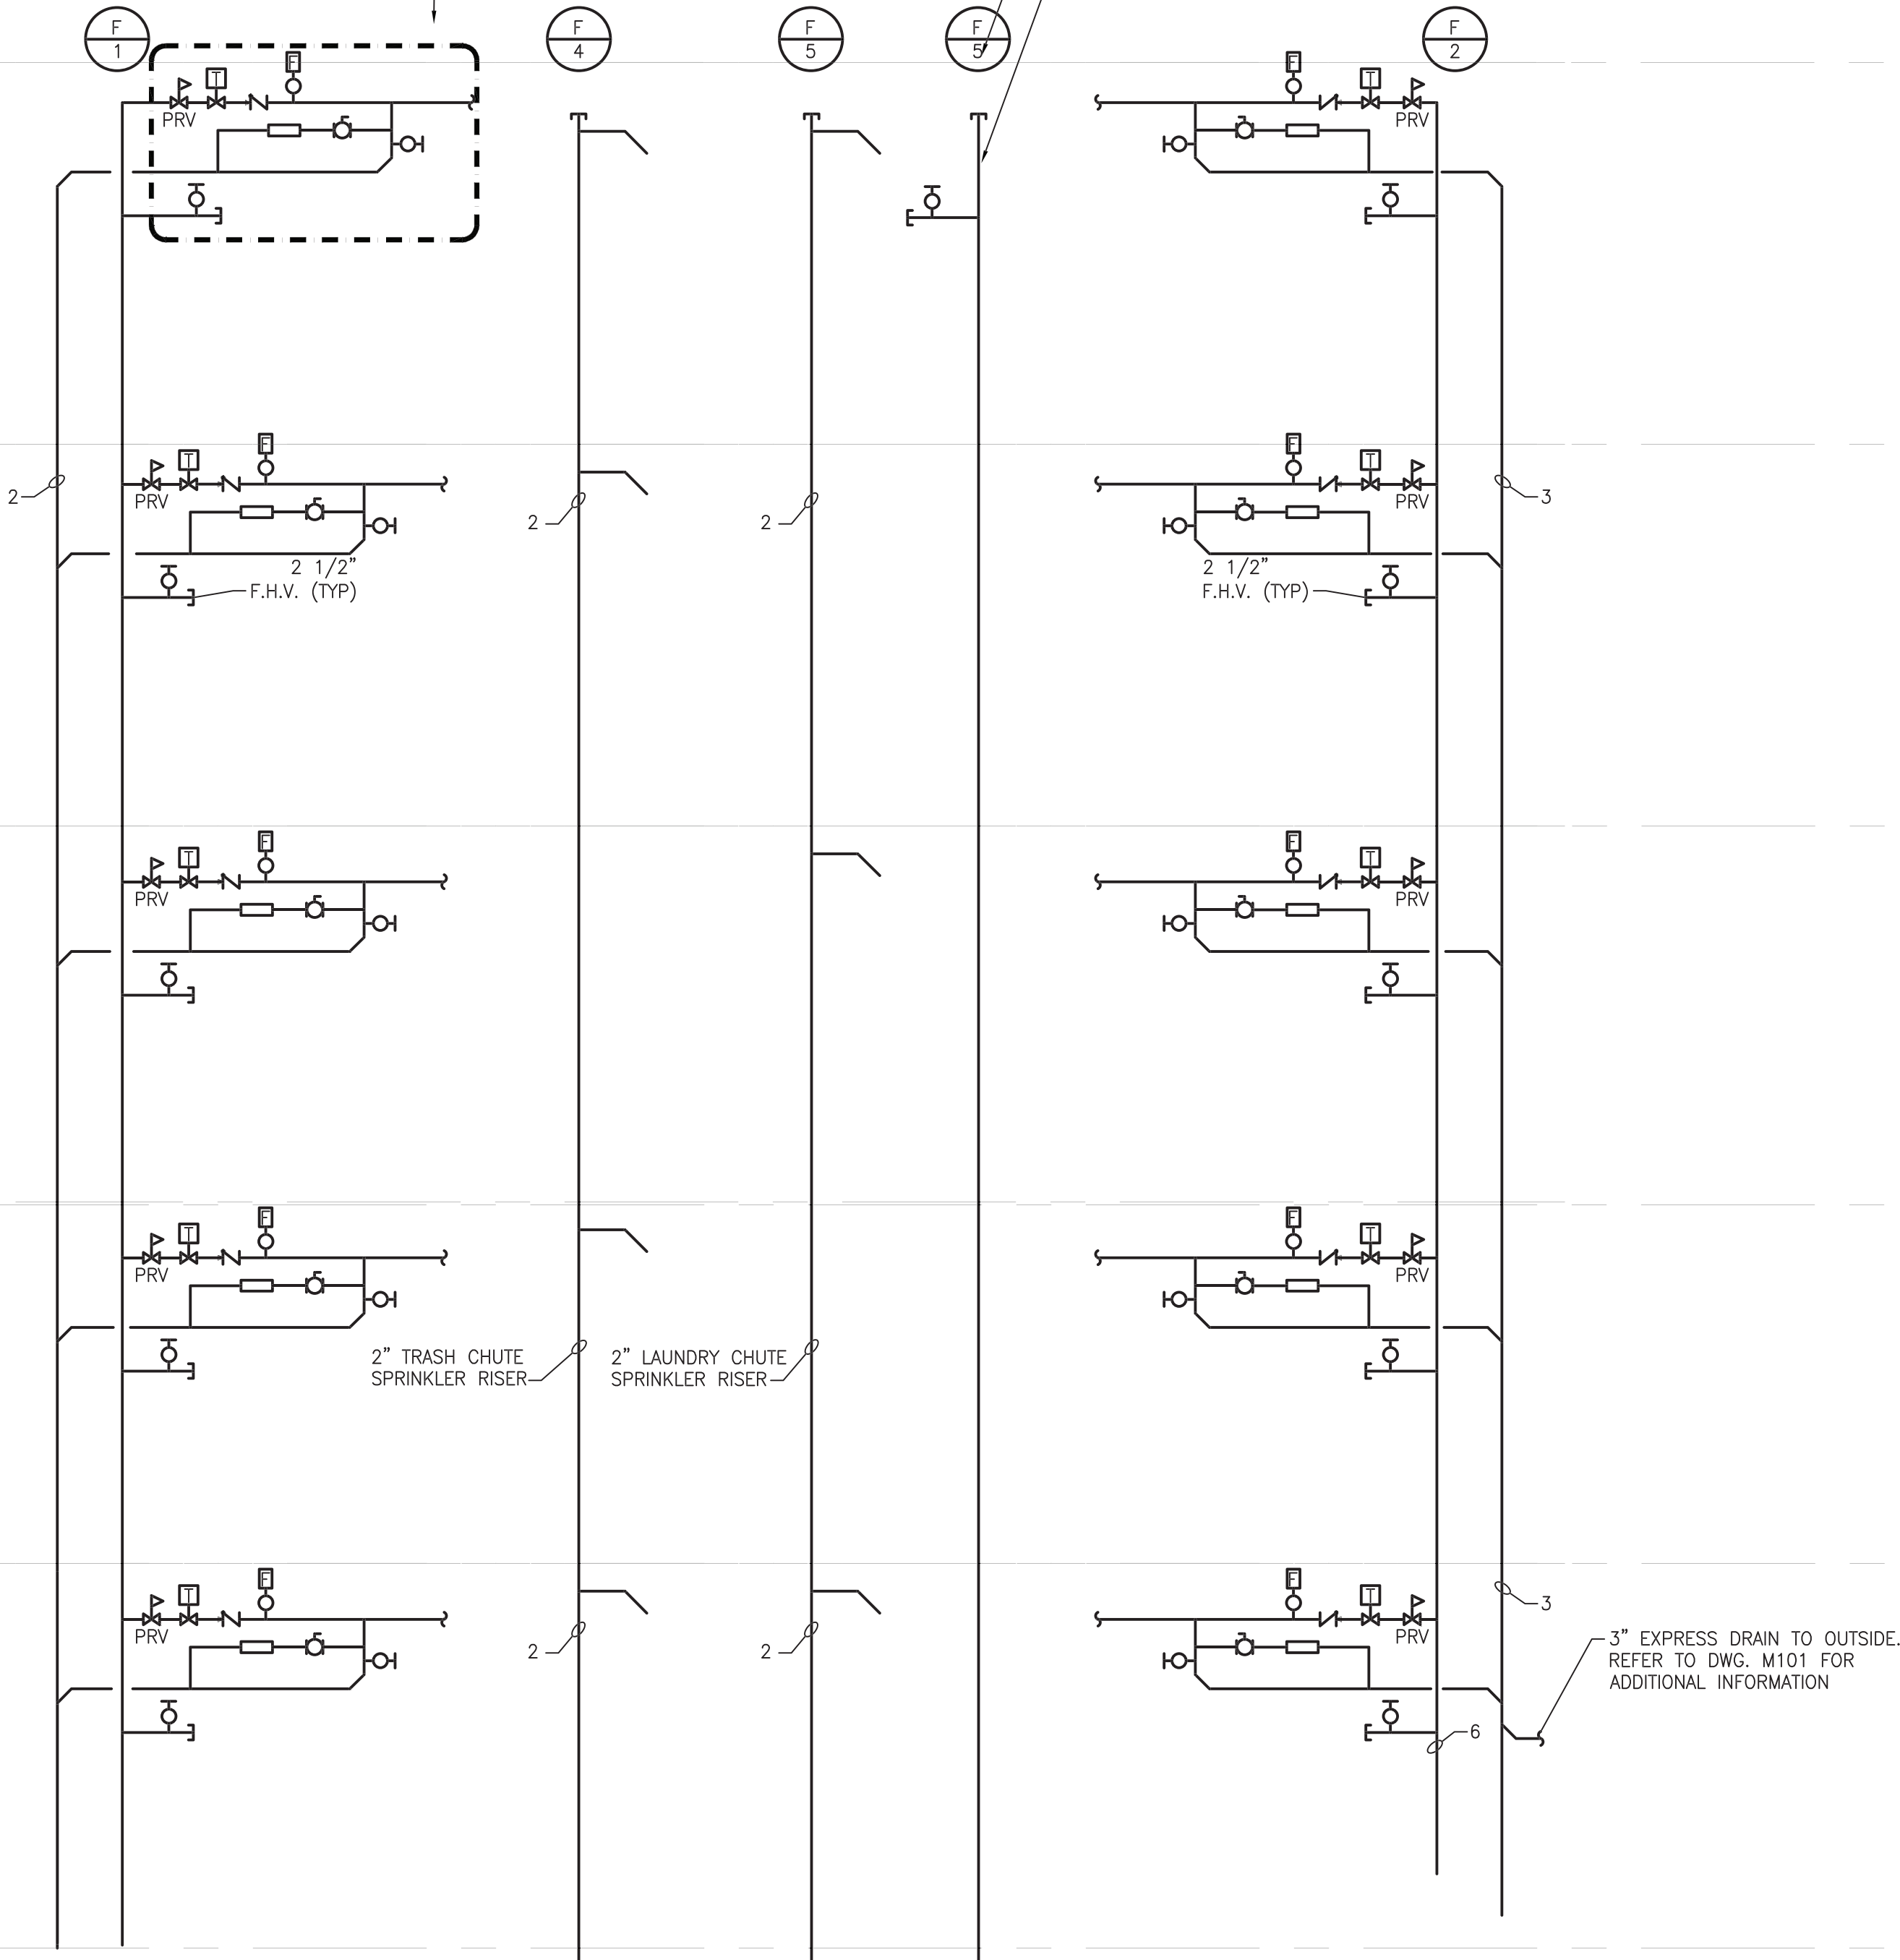 F
1
F
4
F
5
F
5
F
2
F
T
PRV
F
T
PRV
F
T
PRV
F
T
PRV
2
2
2
3
2 1/2"
F.H.V. (TYP)
2 1/2"
F.H.V. (TYP)
F
T
PRV
F
T
PRV
F
T
PRV
F
T
PRV
2" TRASH CHUTE
SPRINKLER RISER
2" LAUNDRY CHUTE
SPRINKLER RISER
F
T
PRV
F
T
PRV
2
2
3
3" EXPRESS DRAIN TO OUTSIDE.
REFER TO DWG. M101 FOR
ADDITIONAL INFORMATION
6